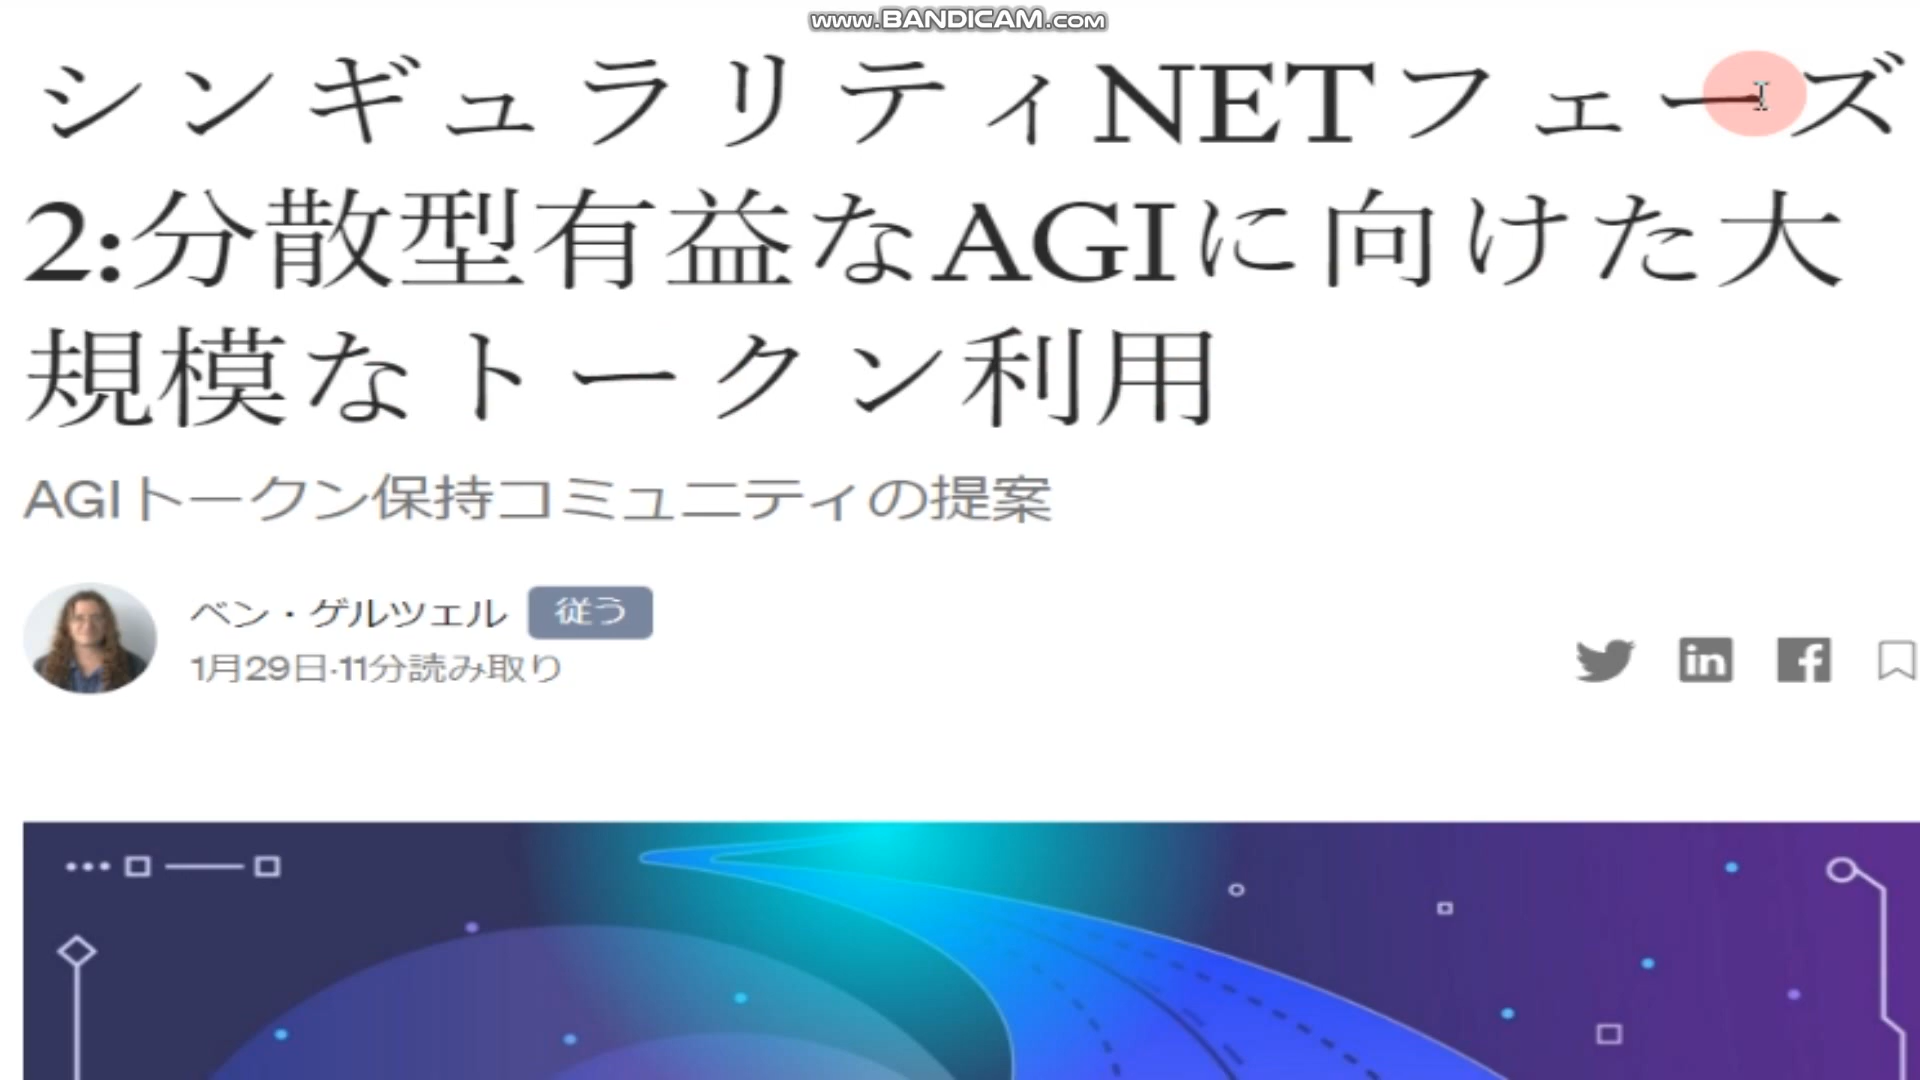 www.BANDICAM.com
シンギュラリティNETフェーズ
2:分散型有益なAGIに向けた大
規模なトークン利用
AGIトークン保持コミュニティの提案
ベン・ゲルツェル 従う
1月29日·11分読み取り